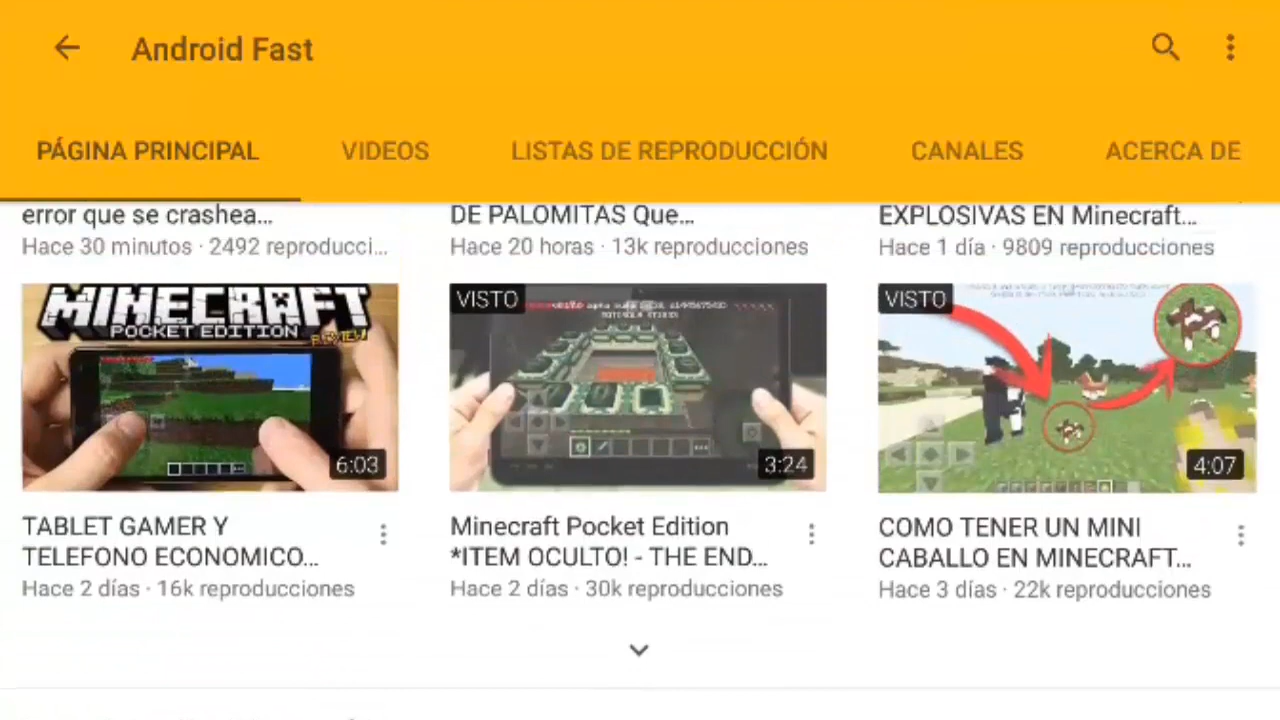 Android Fast
PÁGINA PRINCIPAL
VIDEOS
LISTAS DE REPRODUCCIÓN
CANALES
ACERCA DE
error que se crashea...
Hace 30 minutos · 2492 reproducci...
DE PALOMITAS Que...
Hace 20 horas · 13k reproducciones
EXPLOSIVAS EN Minecraft...
Hace 1 día · 9809 reproducciones
MINECRAFT
POCKET EDITION
6:03
VISTO
3:24
VISTO
4:07
TABLET GAMER Y
TELEFONO ECONOMICO...
Hace 2 días · 16k reproducciones
Minecraft Pocket Edition
*ITEM OCULTO! - THE END...
Hace 2 días · 30k reproducciones
COMO TENER UN MINI
CABALLO EN MINECRAFT...
Hace 3 días · 22k reproducciones